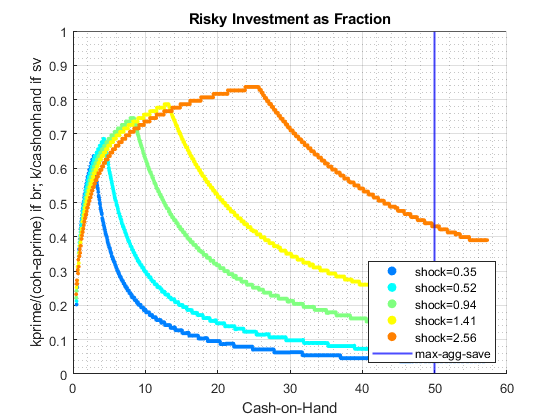 Risky Investment as Fraction
kprime/(coh-aprime) if br; k/cashonhand if sv
1
0.9
0.8
0.7
0.6
0.5
0.4
0.3
0.2
0.1
0
0
10
20
30
40
50
60
Cash-on-Hand
shock=0.35
shock=0.52
shock=0.94
shock=1.41
shock=2.56
max-agg-save